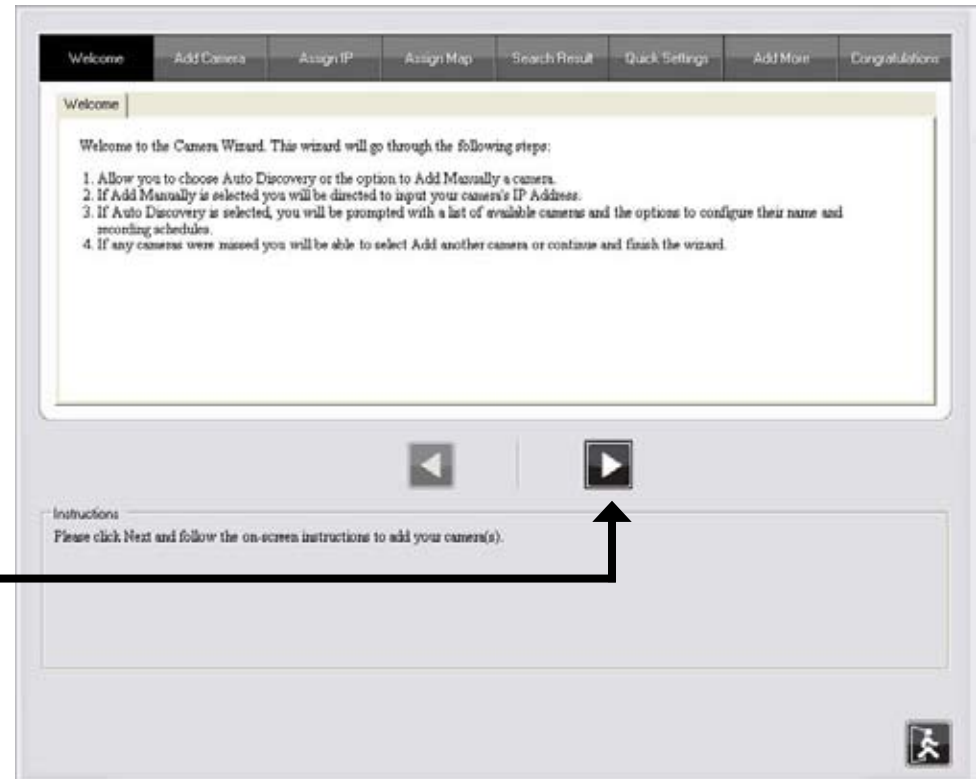 Welcome Add Camera Assign IP Assign Map Search Result Quick Settings Add More Congratulations
Welcome
Welcome to the Camera Wizard. This wizard will go through the following steps:
1. Allow you to choose Auto Discovery or the option to Add Manually a camera.
2. If Add Manually is selected you will be directed to input your camera's IP Address.
3. If Auto Discovery is selected, you will be prompted with a list of available cameras and the options to configure their name and
recording schedules.
4. If any cameras were missed you will be able to select Add another camera or continue and finish the wizard.
Instructions
Please click Next and follow the on-screen instructions to add your camera(s).